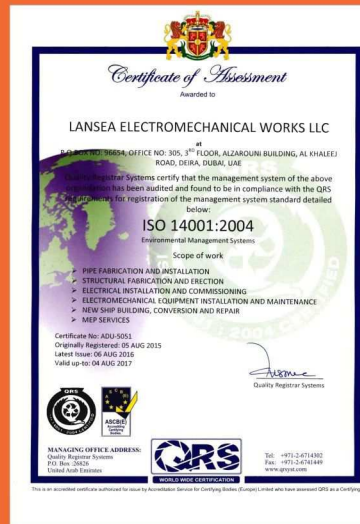 Certificate of Assessment
Awarded to
LANSEA ELECTROMECHANICAL WORKS LLC
at
P.O BOX NO: 96654, OFFICE NO: 305, 3RD FLOOR, ALZAROUNI BUILDING, AL KHALEEJ
ROAD, DEIRA, DUBAI, UAE
Quality Registrar Systems certify that the management system of the above
organization has been audited and found to be in compliance with the QRS
requirements for registration of the management system standard detailed
below:
ISO 14001:2004
Environmental Management Systems
Scope of work
➢ PIPE FABRICATION AND INSTALLATION
➢ STRUCTURAL FABRICATION AND ERECTION
➢ ELECTRICAL INSTALLATION AND COMMISSIONING
➢ ELECTROMECHANICAL EQUIPMENT INSTALLATION AND MAINTENANCE
➢ NEW SHIP BUILDING, CONVERSION AND REPAIR
➢ MEP SERVICES
Certificate No: ADU-5051
Originally Registered: 05 AUG 2015
Latest Issue: 06 AUG 2016
Valid up-to: 04 AUG 2017
Quality Registrar Systems
QRS
ASCB(E)
Accrediting
Certifying
Bodies
MANAGING OFFICE ADDRESS:
Quality Registrar Systems
P.O. Box :26826
United Arab Emirates
QRS
WORLD WIDE CERTIFICATION
Tel: +971-2-6714302
Fax: +971-2-6741449
www.qrsyst.com
This is an accredited certificate authorized for issue by Accreditation Service for Certifying Bodies (Europe) Limited who have assessed QRS as a Certifying